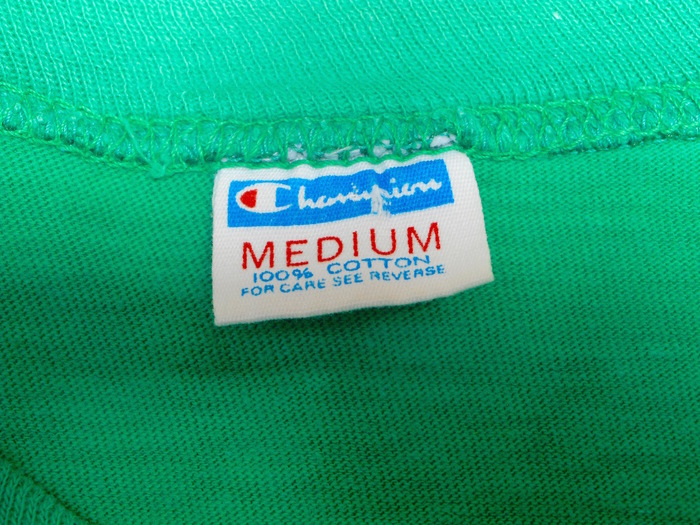 Champion
MEDIUM
100% COTTON
FOR CARE SEE REVERSE